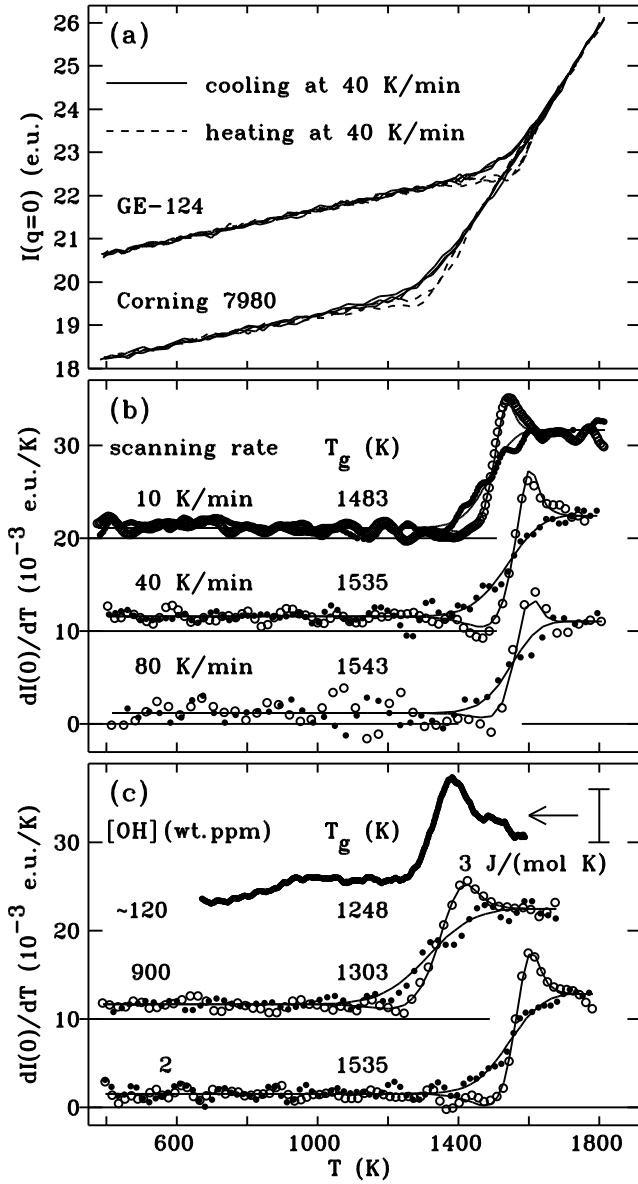 (a)
26
25
24
23
22
21
20
19
18
I(q=0) (e.u.)
cooling at 40 K/min
heating at 40 K/min
GE-124
Corning 7980
(b)
30
20
10
0
dI(0)/dT (10⁻³ e.u./K)
scanning rate Tg (K)
10 K/min 1483
40 K/min 1535
80 K/min 1543
(c)
30
20
10
0
dI(0)/dT (10⁻³ e.u./K)
[OH](wt.ppm) Tg (K)
3 J/(mol K)
~120 1248
900 1303
2 1535
600 1000 1400 1800
T (K)